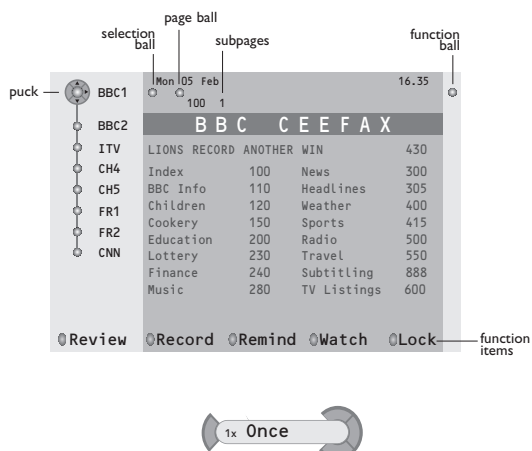 page ball
selection ball
subpages
function ball
puck
BBC1
Mon 05 Feb
16.35
100 1
BBC2
BBC CEEFAX
ITV
LIONS RECORD ANOTHER WIN 430
CH4
Index 100 News 300
CH5
BBC Info 110 Headlines 305
FR1
Children 120 Weather 400
Cookery 150 Sports 415
FR2
Education 200 Radio 500
CNN
Lottery 230 Travel 550
Finance 240 Subtitling 888
Music 280 TV Listings 600
Review Record Remind Watch Lock
function items
1x Once